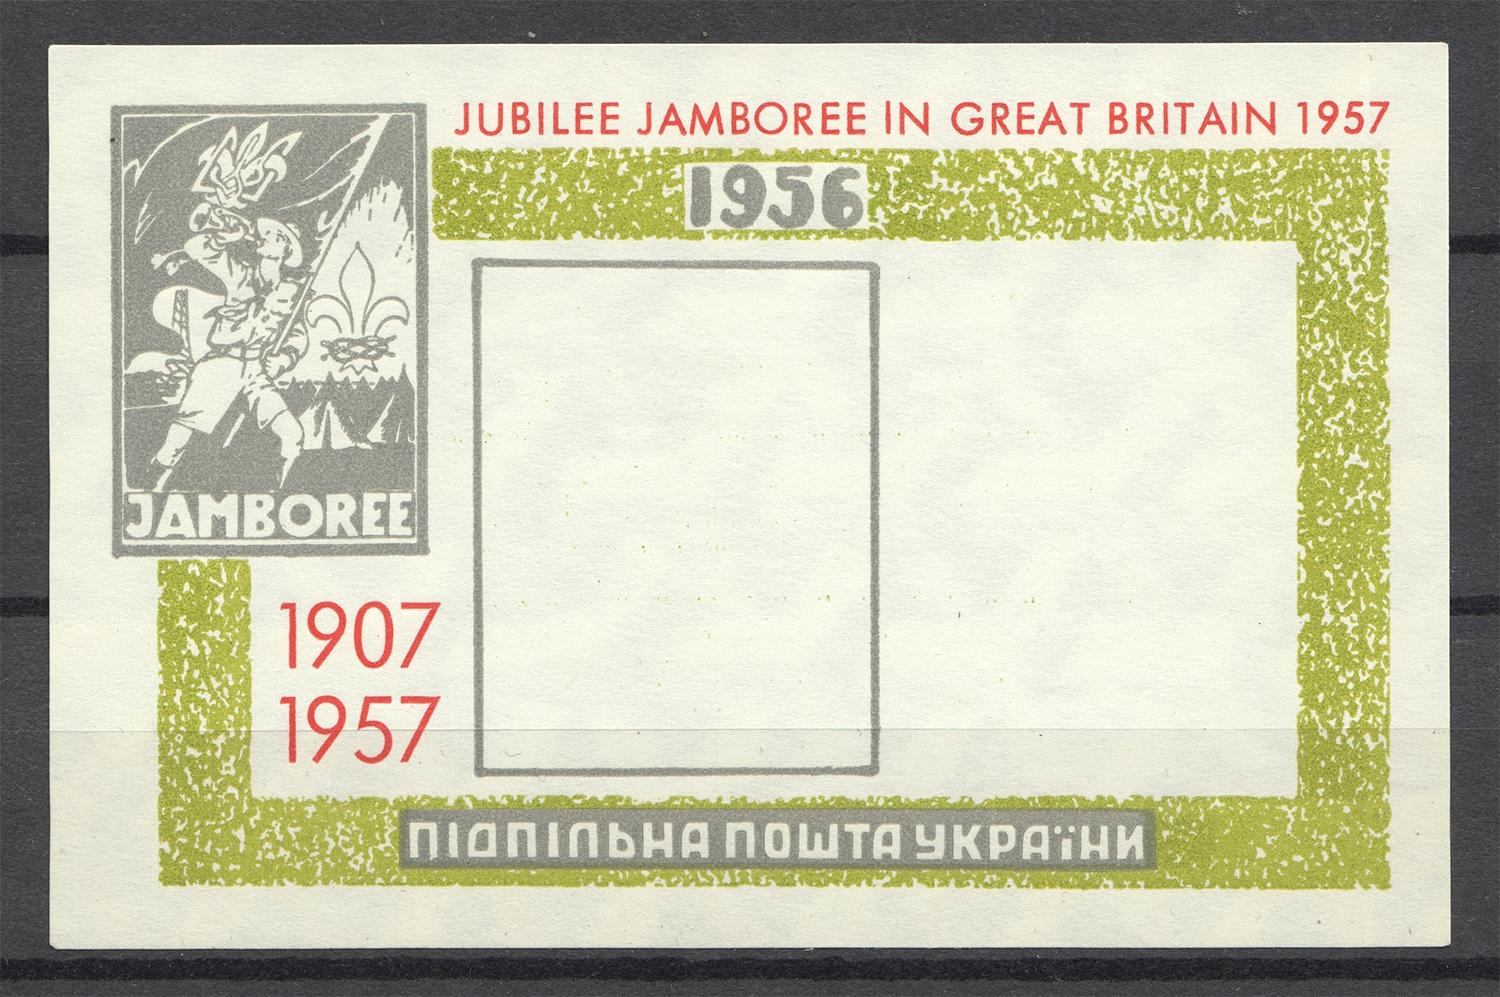 JUBILEE JAMBOREE IN GREAT BRITAIN 1957
1956
JAMBOREE
1907
1957
ПІДПІЛЬНА ПОШТА УКРАЇНИ